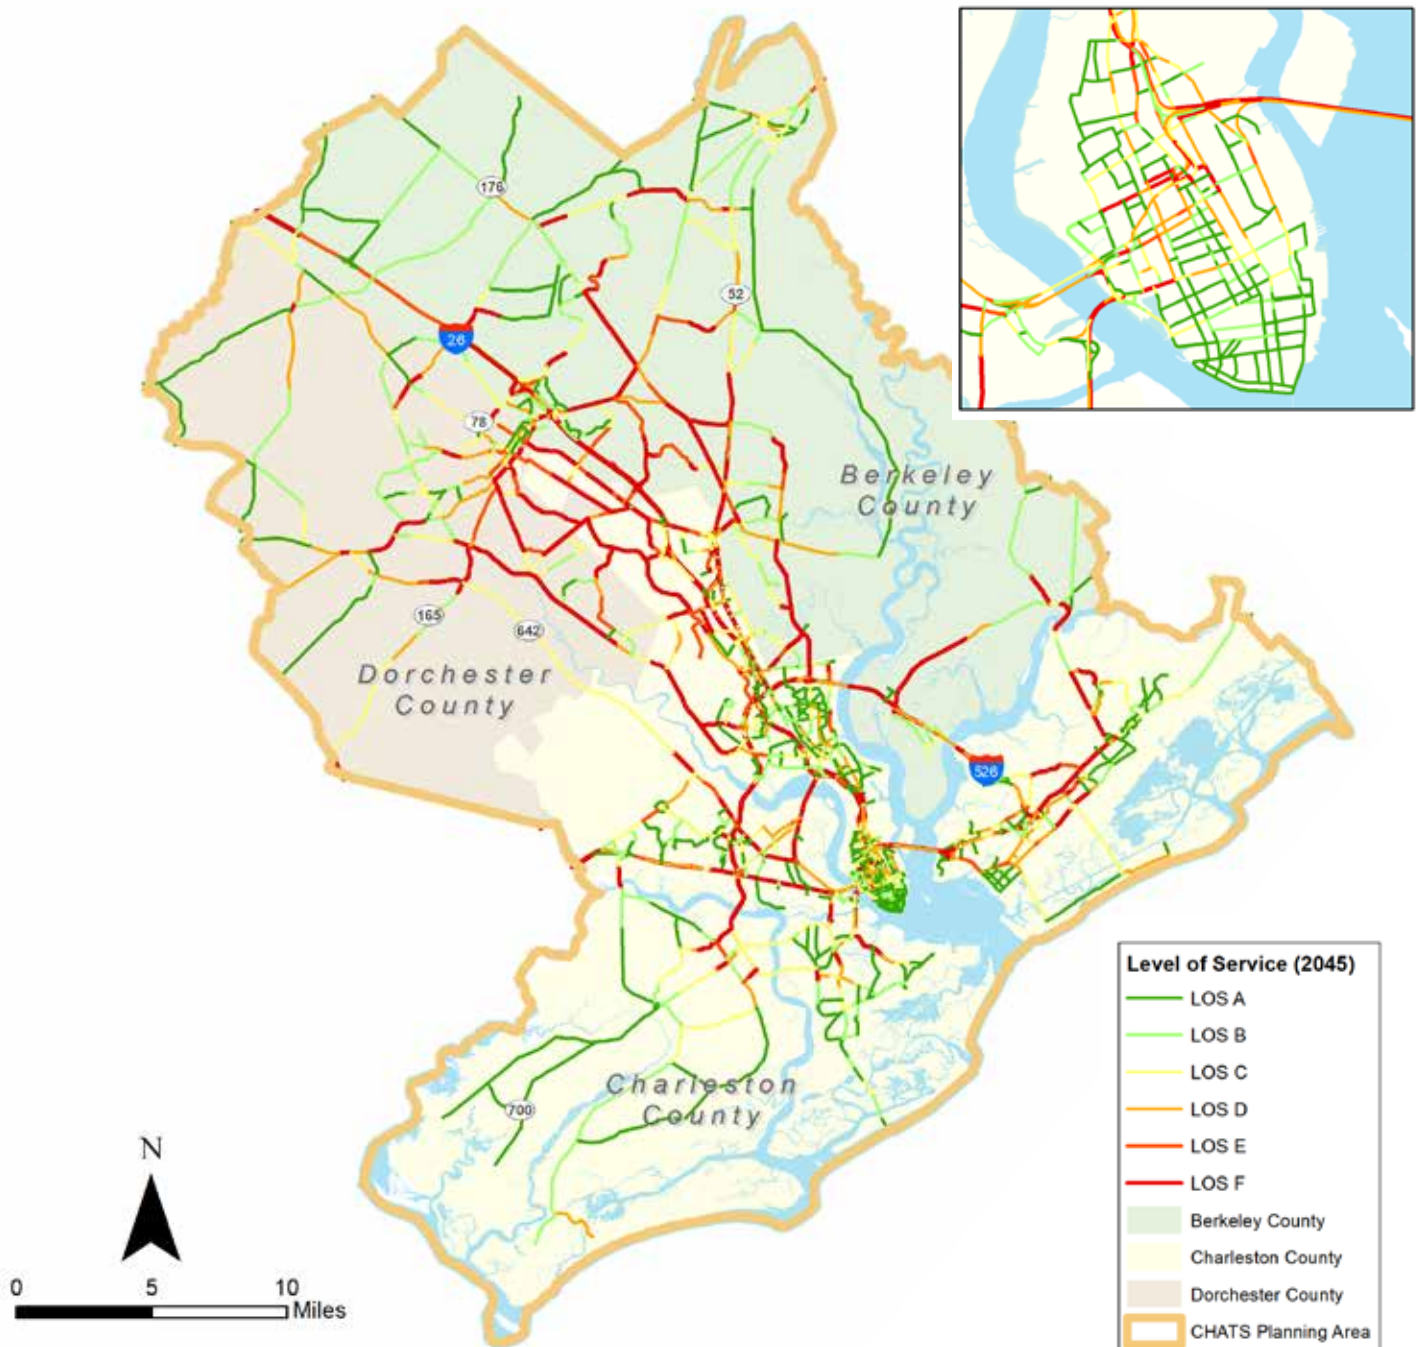 176
52
26
78
Berkeley
County
165
642
Dorchester
County
526
Charleston
County
700
N
0 5 10
Miles
Level of Service (2045)
LOS A
LOS B
LOS C
LOS D
LOS E
LOS F
Berkeley County
Charleston County
Dorchester County
CHATS Planning Area